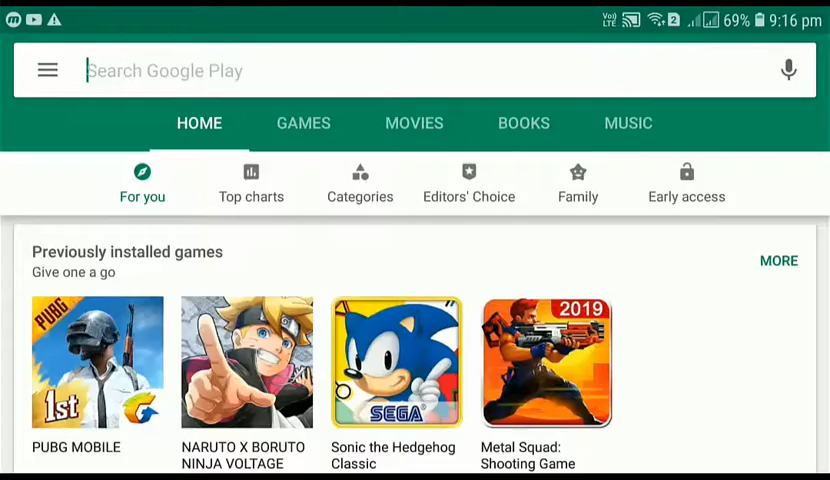 Vo)) LTE 2 69% 9:16 pm
Search Google Play
HOME GAMES MOVIES BOOKS MUSIC
For you Top charts Categories Editors' Choice Family Early access
Previously installed games
Give one a go
MORE
PUBG
1st
SEGA
2019
PUBG MOBILE
NARUTO X BORUTO
NINJA VOLTAGE
Sonic the Hedgehog
Classic
Metal Squad:
Shooting Game